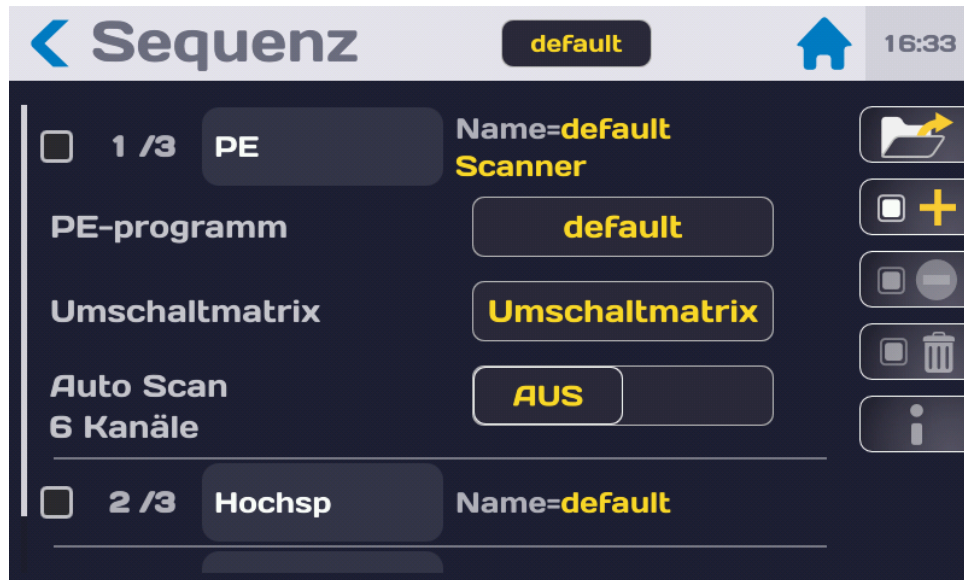 Sequenz default 16:33
1 /3 PE Name=default
Scanner
PE-programm default
Umschaltmatrix Umschaltmatrix
Auto Scan AUS
6 Kanäle
2 /3 Hochsp Name=default